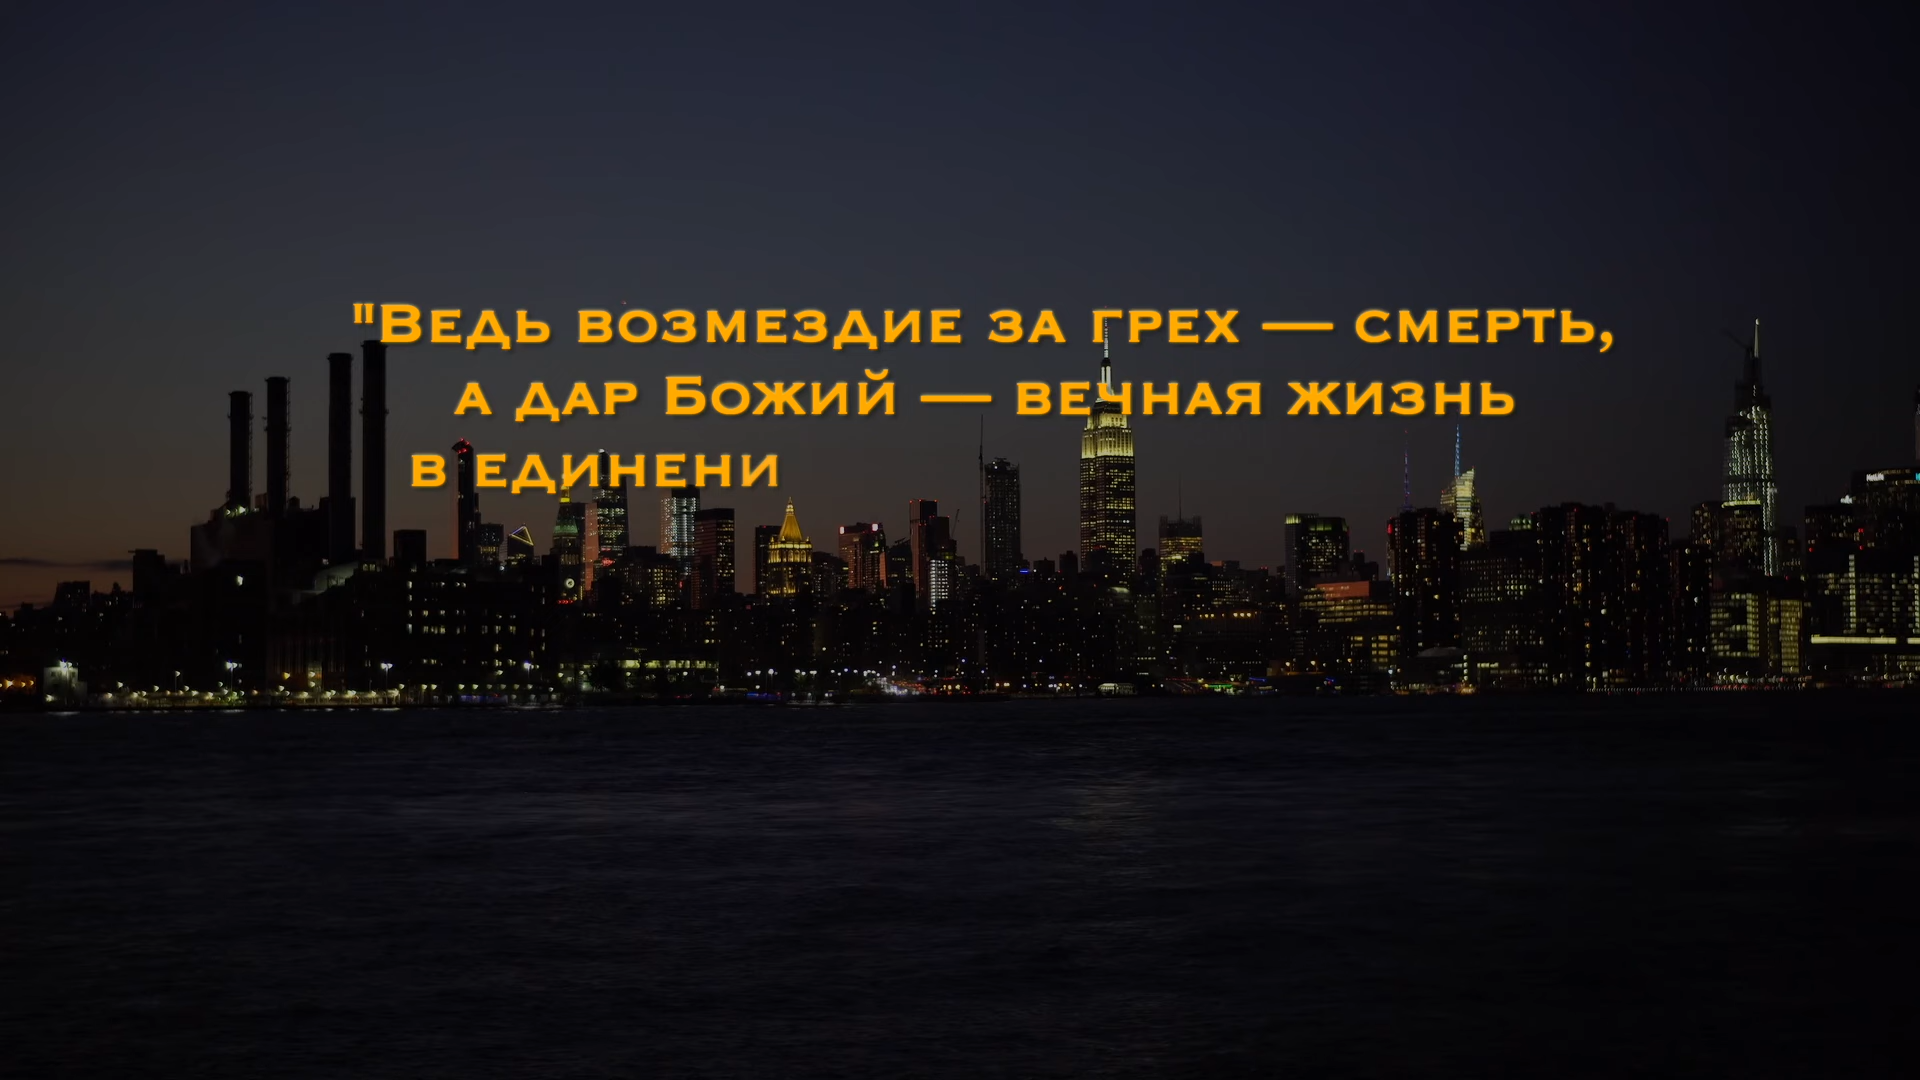 "Ведь возмездие за грех — смерть,
а дар Божий — вечная жизнь
в единени